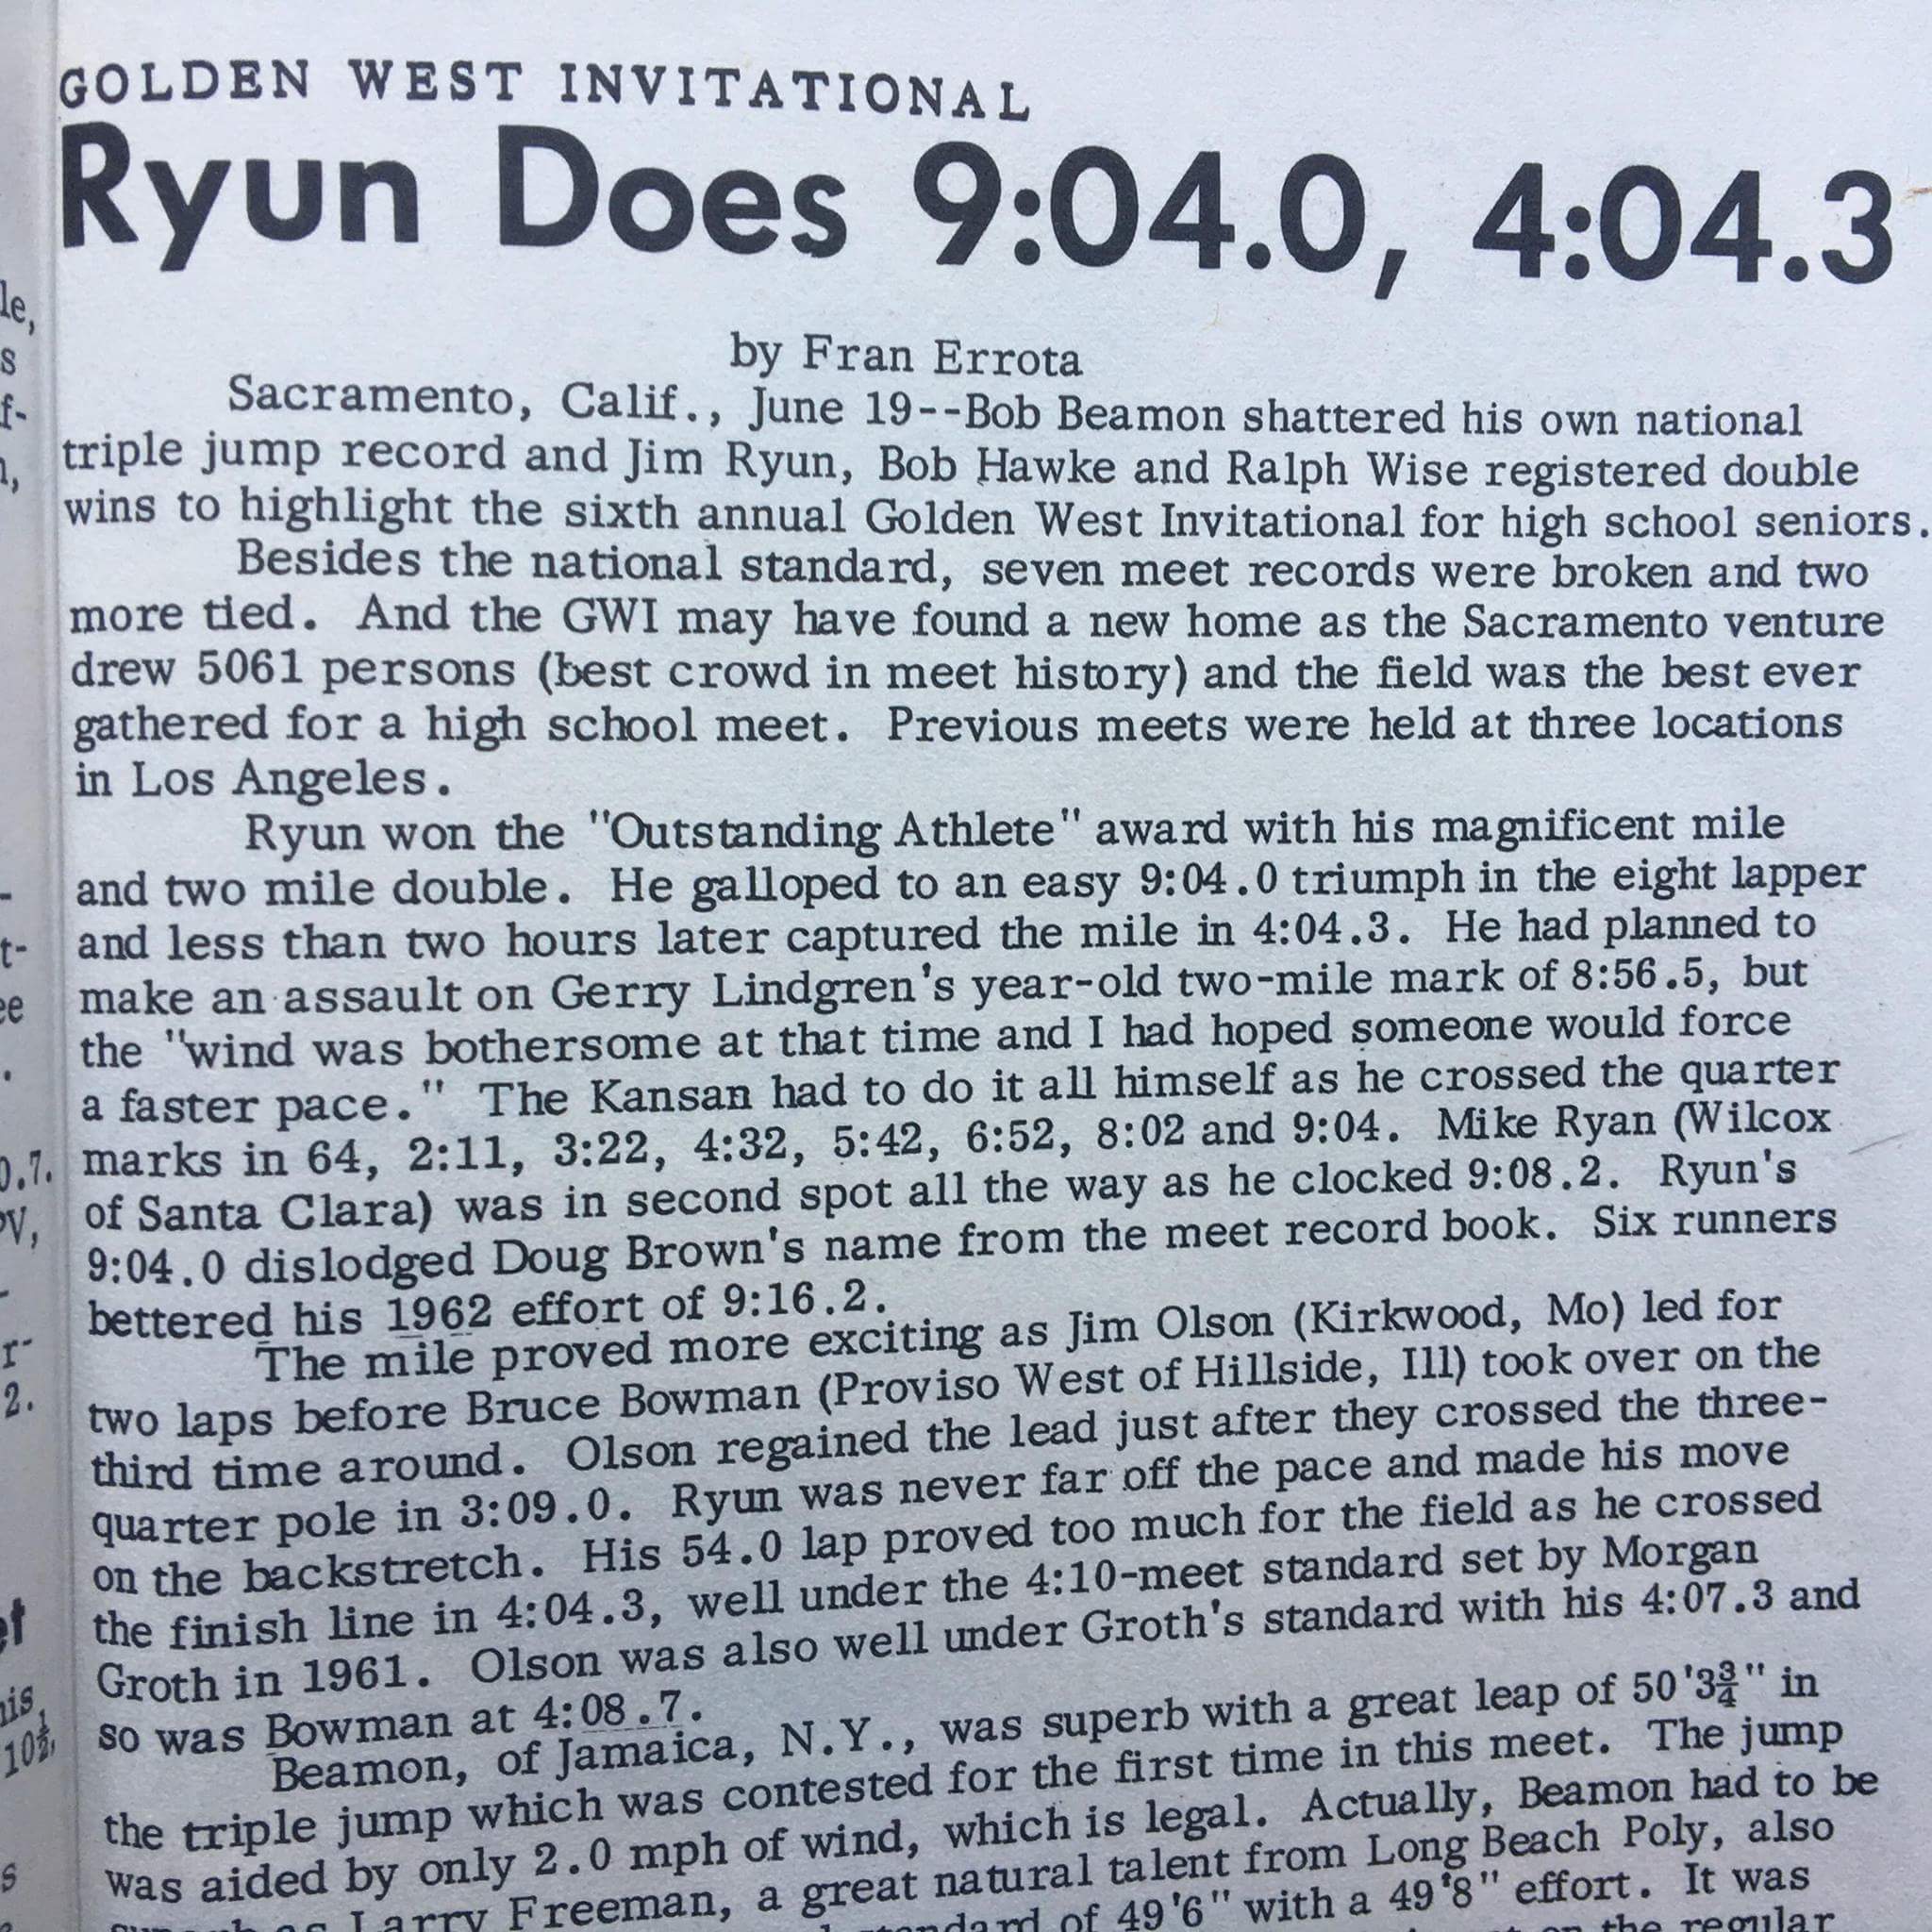 GOLDEN WEST INVITATIONAL
Ryun Does 9:04.0, 4:04.3
by Fran Errota
Sacramento, Calif., June 19--Bob Beamon shattered his own national
triple jump record and Jim Ryun, Bob Hawke and Ralph Wise registered double
wins to highlight the sixth annual Golden West Invitational for high school seniors.
Besides the national standard, seven meet records were broken and two
more tied. And the GWI may have found a new home as the Sacramento venture
drew 5061 persons (best crowd in meet history) and the field was the best ever
gathered for a high school meet. Previous meets were held at three locations
in Los Angeles.
Ryun won the "Outstanding Athlete" award with his magnificent mile
and two mile double. He galloped to an easy 9:04.0 triumph in the eight lapper
and less than two hours later captured the mile in 4:04.3. He had planned to
make an assault on Gerry Lindgren's year-old two-mile mark of 8:56.5, but
the "wind was bothersome at that time and I had hoped someone would force
a faster pace." The Kansan had to do it all himself as he crossed the quarter
marks in 64, 2:11, 3:22, 4:32, 5:42, 6:52, 8:02 and 9:04. Mike Ryan (Wilcox
of Santa Clara) was in second spot all the way as he clocked 9:08.2. Ryun's
9:04.0 dislodged Doug Brown's name from the meet record book. Six runners
bettered his 1962 effort of 9:16.2.
The mile proved more exciting as Jim Olson (Kirkwood, Mo) led for
two laps before Bruce Bowman (Proviso West of Hillside, Ill) took over on the
third time around. Olson regained the lead just after they crossed the three-
quarter pole in 3:09.0. Ryun was never far off the pace and made his move
on the backstretch. His 54.0 lap proved too much for the field as he crossed
the finish line in 4:04.3, well under the 4:10-meet standard set by Morgan
Groth in 1961. Olson was also well under Groth's standard with his 4:07.3 and
so was Bowman at 4:08.7.
Beamon, of Jamaica, N.Y., was superb with a great leap of 50'3¾" in
the triple jump which was contested for the first time in this meet. The jump
was aided by only 2.0 mph of wind, which is legal. Actually, Beamon had to be
as Larry Freeman, a great natural talent from Long Beach Poly, also
of 49'6" with a 49'8" effort. It was
on the regular